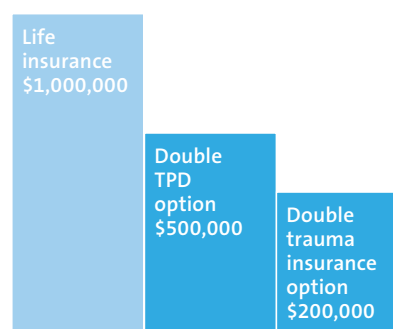 Life
insurance
$1,000,000
Double
TPD
option
$500,000
Double
trauma
insurance
option
$200,000